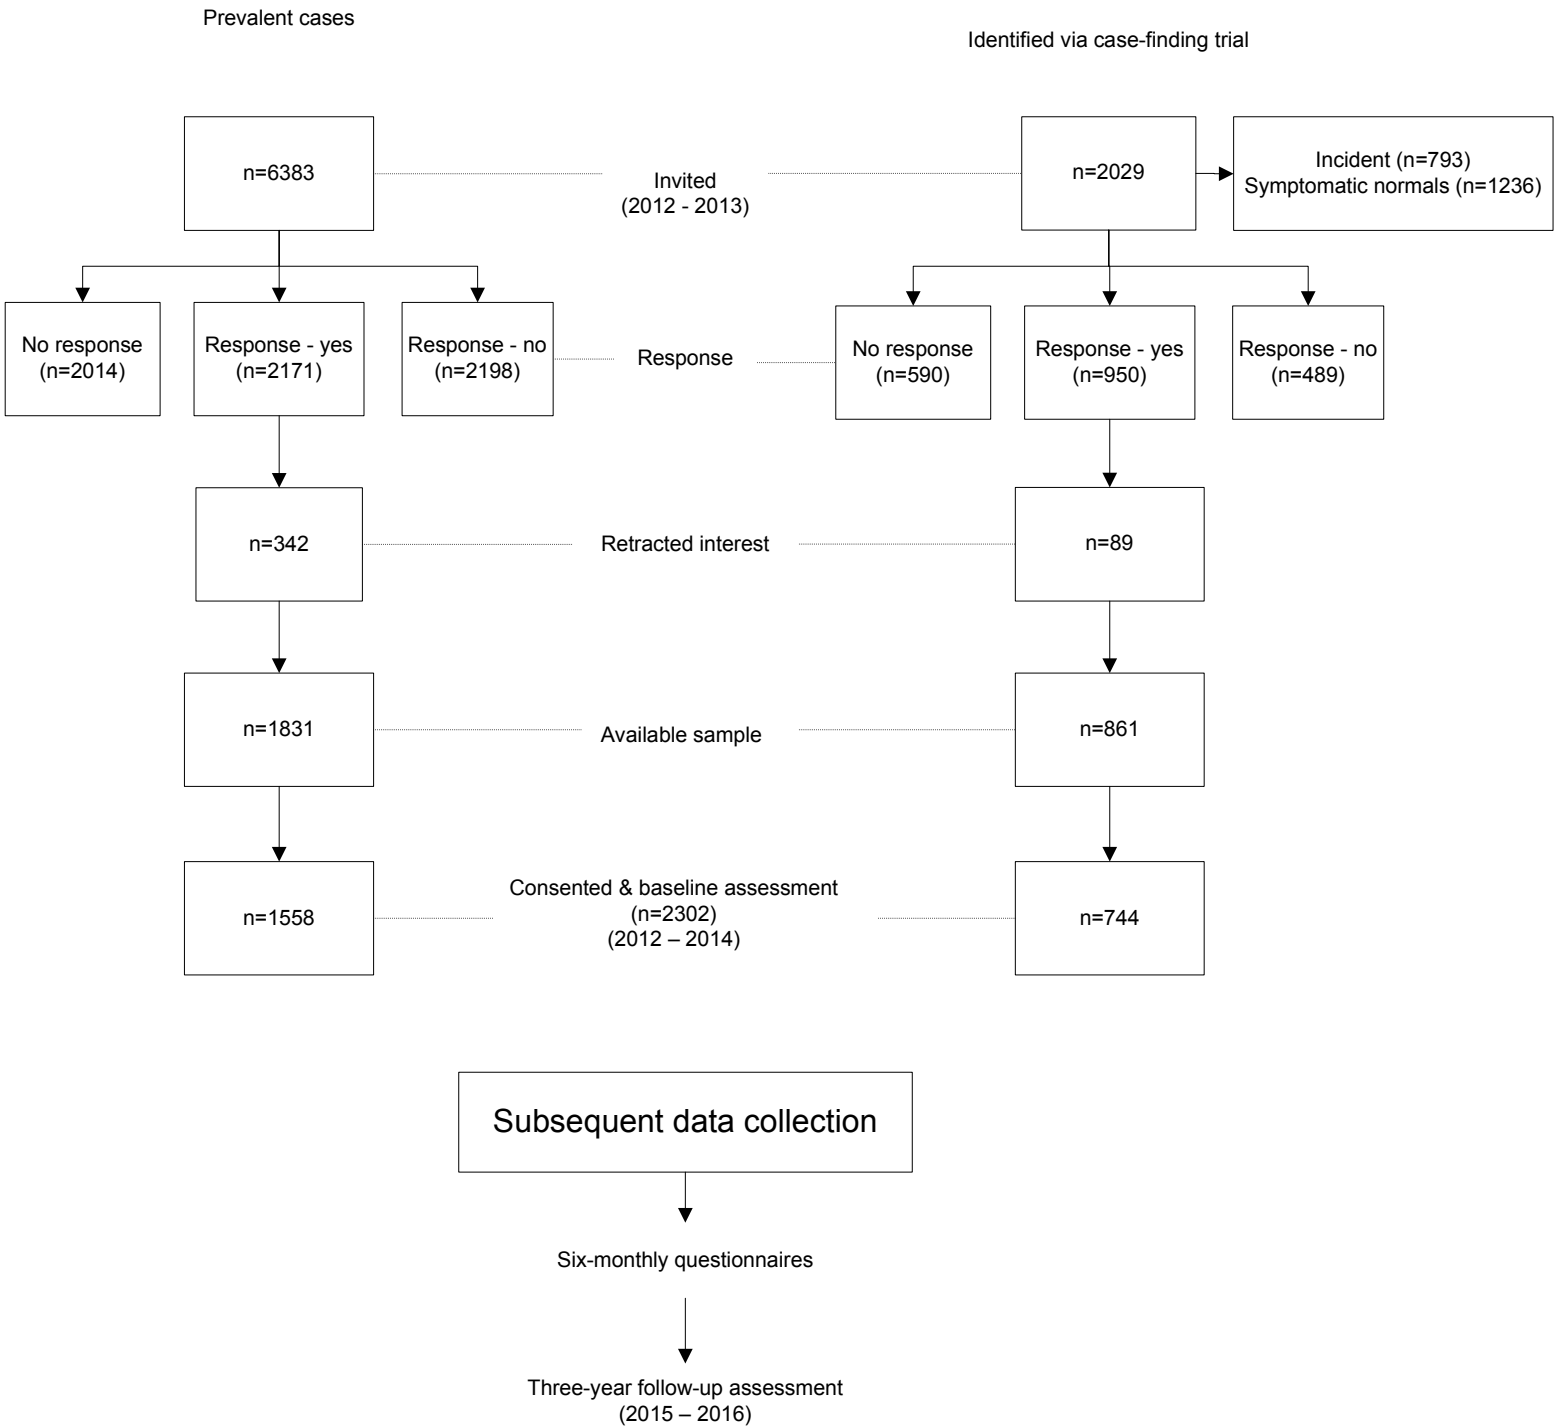 Prevalent cases
Identified via case-finding trial
n=6383
Invited
(2012 - 2013)
n=2029
Incident (n=793)
Symptomatic normals (n=1236)
No response
(n=2014)
Response - yes
(n=2171)
Response - no
(n=2198)
Response
No response
(n=590)
Response - yes
(n=950)
Response - no
(n=489)
n=342
Retracted interest
n=89
n=1831
Available sample
n=861
n=1558
Consented & baseline assessment
(n=2302)
(2012 – 2014)
n=744
Subsequent data collection
Six-monthly questionnaires
Three-year follow-up assessment
(2015 – 2016)